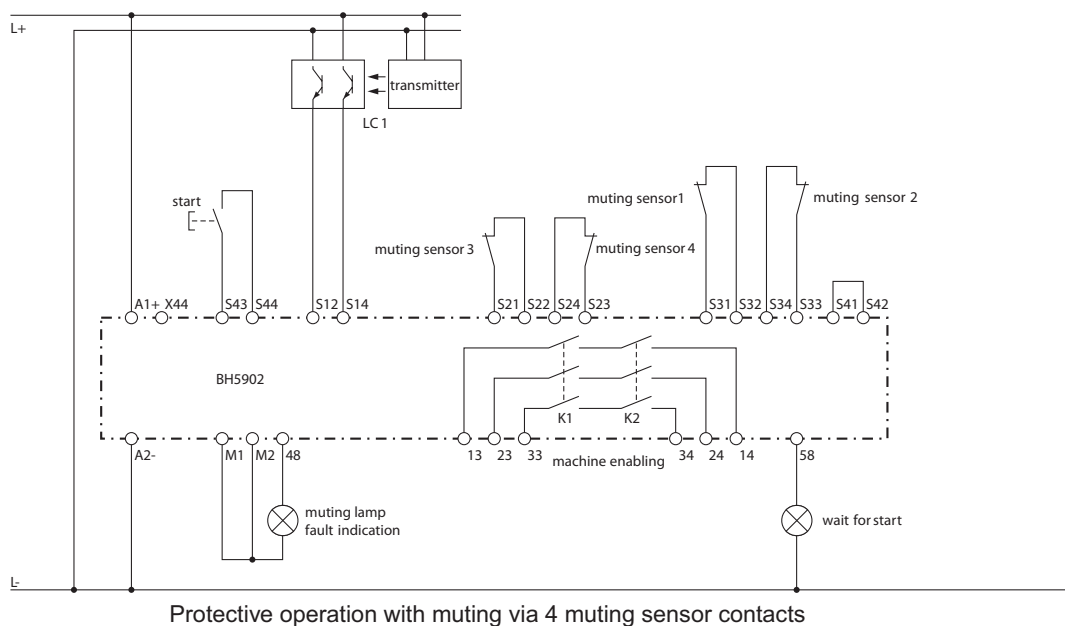 L+
transmitter
LC 1
start
muting sensor1
muting sensor 2
muting sensor 3
muting sensor 4
A1+ X44 S43 S44 S12 S14 S21 S22 S24 S23 S31 S32 S34 S33 S41 S42
BH5902
K1 K2
A2- M1 M2 48 13 23 33 machine enabling 34 24 14 58
muting lamp
fault indication
wait for start
L-
Protective operation with muting via 4 muting sensor contacts